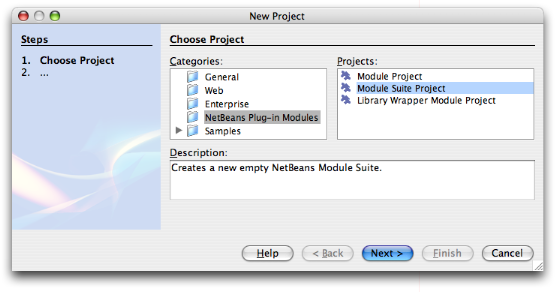 New Project
Steps
1. Choose Project
2. ...
Choose Project
Categories:
General
Web
Enterprise
NetBeans Plug-in Modules
Samples
Projects:
Module Project
Module Suite Project
Library Wrapper Module Project
Description:
Creates a new empty NetBeans Module Suite.
Help
< Back
Next >
Finish
Cancel